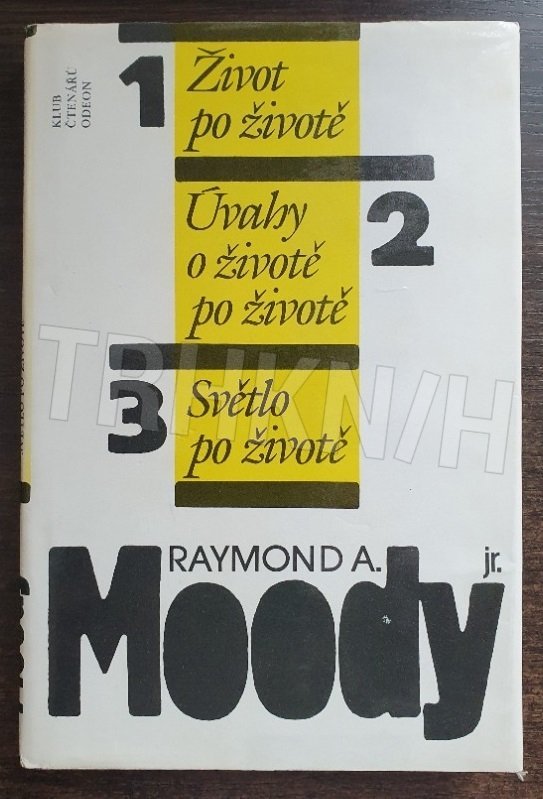 KLUB
ČTENÁŘŮ
ODEON
1
Život
po životě
2
Úvahy
o životě
po životě
3
Světlo
po životě
TRHKNIH
RAYMOND A.
jr.
Moody